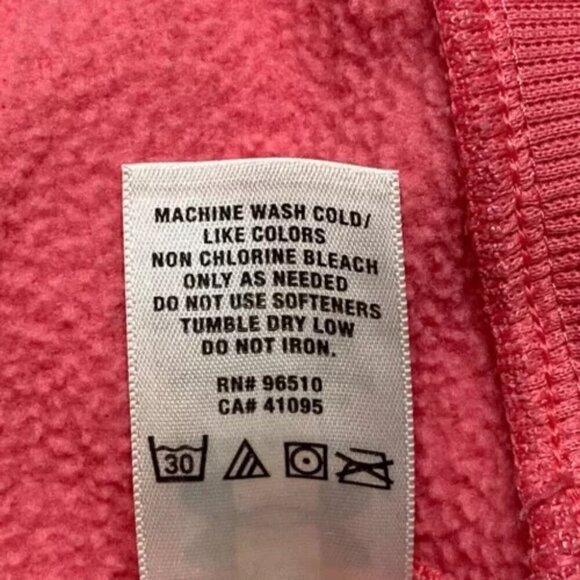 MACHINE WASH COLD/
LIKE COLORS
NON CHLORINE BLEACH
ONLY AS NEEDED
DO NOT USE SOFTENERS
TUMBLE DRY LOW
DO NOT IRON.
RN# 96510
CA# 41095
30